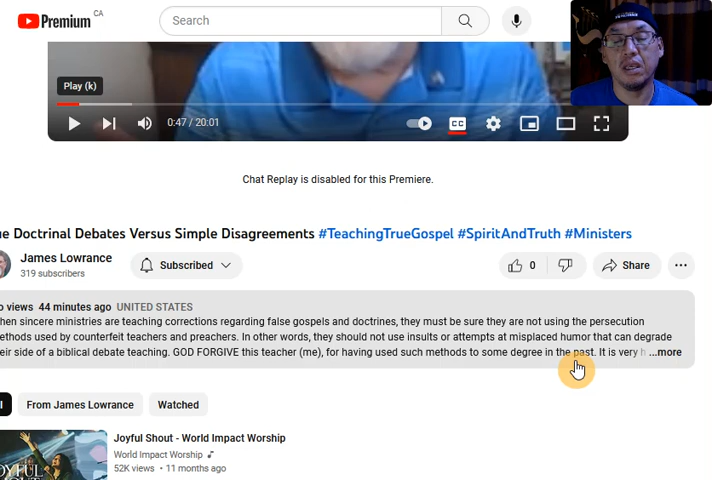 Premium CA
Search
Play (k)
0:47 / 20:01
CC
Chat Replay is disabled for this Premiere.
ue Doctrinal Debates Versus Simple Disagreements #TeachingTrueGospel #SpiritAndTruth #Ministers
James Lowrance
319 subscribers
Subscribed
0
Share
o views 44 minutes ago UNITED STATES
hen sincere ministries are teaching corrections regarding false gospels and doctrines, they must be sure they are not using the persecution
ethods used by counterfeit teachers and preachers. In other words, they should not use insults or attempts at misplaced humor that can degrade
eir side of a biblical debate teaching. GOD FORGIVE this teacher (me), for having used such methods to some degree in the past. It is very h ...more
From James Lowrance
Watched
Joyful Shout - World Impact Worship
World Impact Worship
52K views • 11 months ago